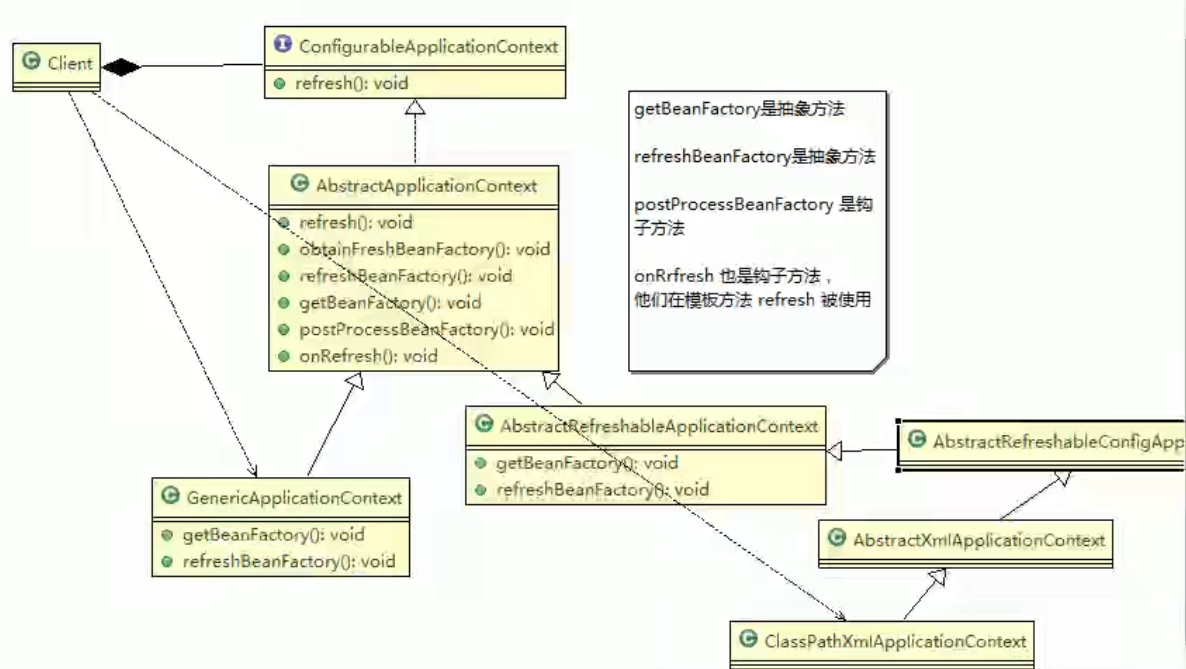 Client
ConfigurableApplicationContext
refresh(): void
AbstractApplicationContext
refresh(): void
obtainFreshBeanFactory(): void
refreshBeanFactory(): void
getBeanFactory(): void
postProcessBeanFactory(): void
onRefresh(): void
getBeanFactory是抽象方法
refreshBeanFactory是抽象方法
postProcessBeanFactory 是钩
子方法
onRrfresh 也是钩子方法，
他们在模板方法 refresh 被使用
AbstractRefreshableApplicationContext
getBeanFactory(): void
refreshBeanFactory(): void
AbstractRefreshableConfigApp
GenericApplicationContext
getBeanFactory(): void
refreshBeanFactory(): void
AbstractXmlApplicationContext
ClassPathXmlApplicationContext